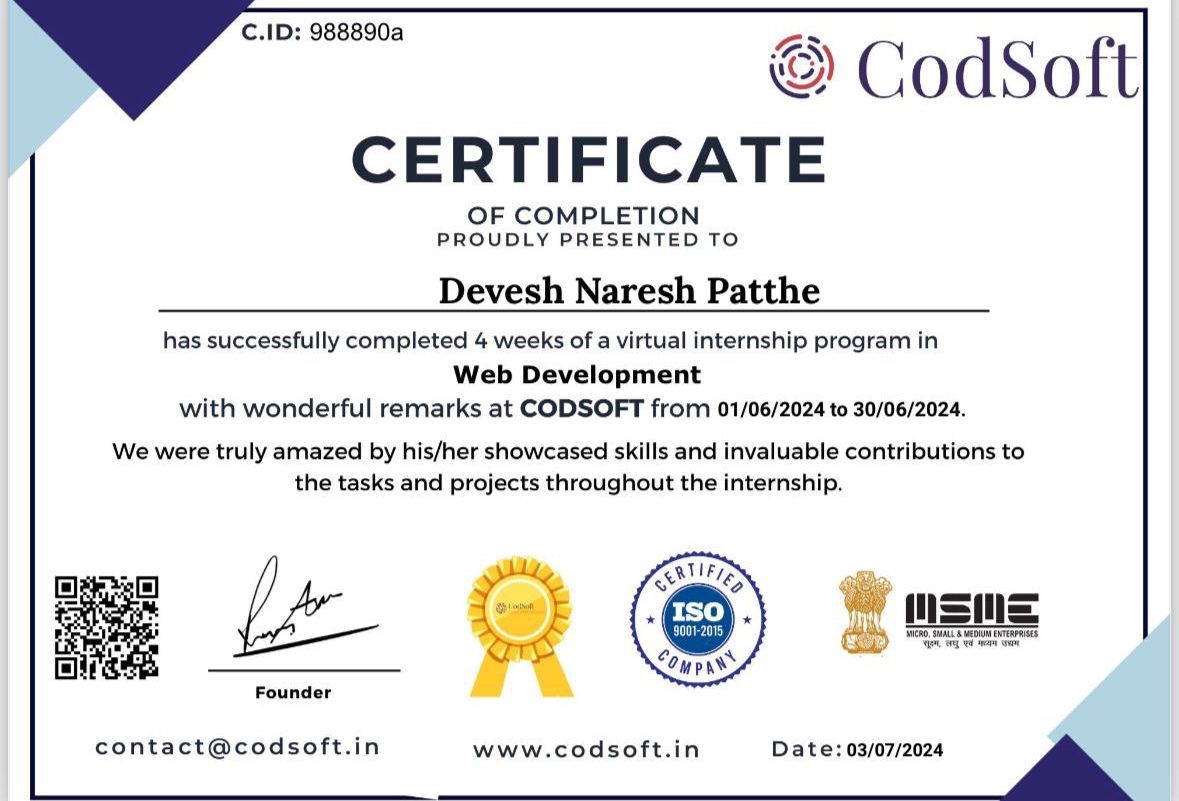 C.ID: 988890a
CodSoft
CERTIFICATE
OF COMPLETION
PROUDLY PRESENTED TO
Devesh Naresh Patthe
has successfully completed 4 weeks of a virtual internship program in
Web Development
with wonderful remarks at CODSOFT from 01/06/2024 to 30/06/2024.
We were truly amazed by his/her showcased skills and invaluable contributions to
the tasks and projects throughout the internship.
Founder
CodSoft
CERTIFIED
ISO
9001-2015
COMPANY
MSME
MICRO, SMALL & MEDIUM ENTERPRISES
सूक्ष्म, लघु एवं मध्यम उद्यम
contact@codsoft.in
www.codsoft.in
Date: 03/07/2024